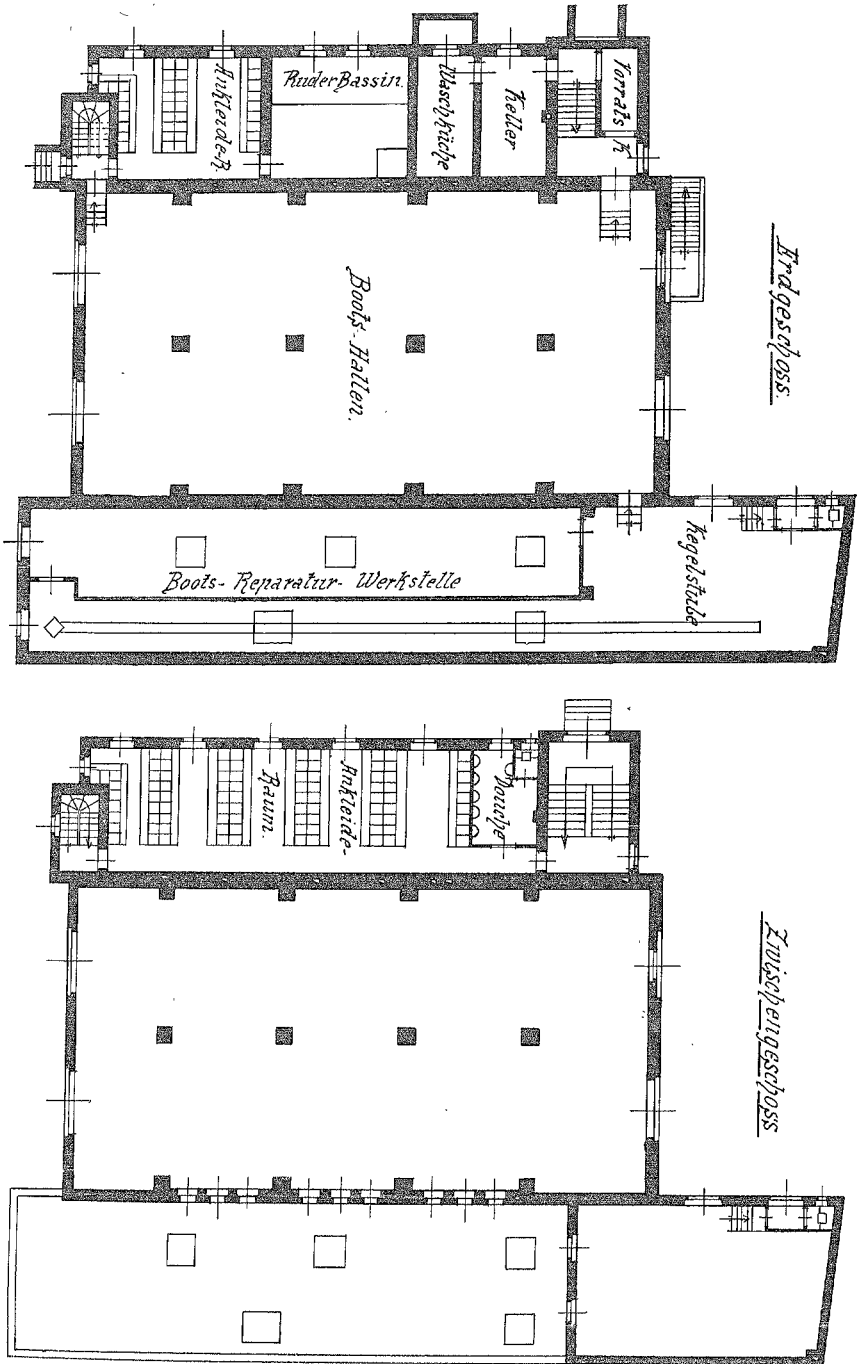 Erdgeschoss.
Ankleide-R.
Ruder Bassin.
Waschküche
Keller
Vorrats K
Boots-Hallen.
Boots-Reparatur-Werkstelle
Kegelstube
Zwischengeschoss
Ankleide-
Raum.
Douche